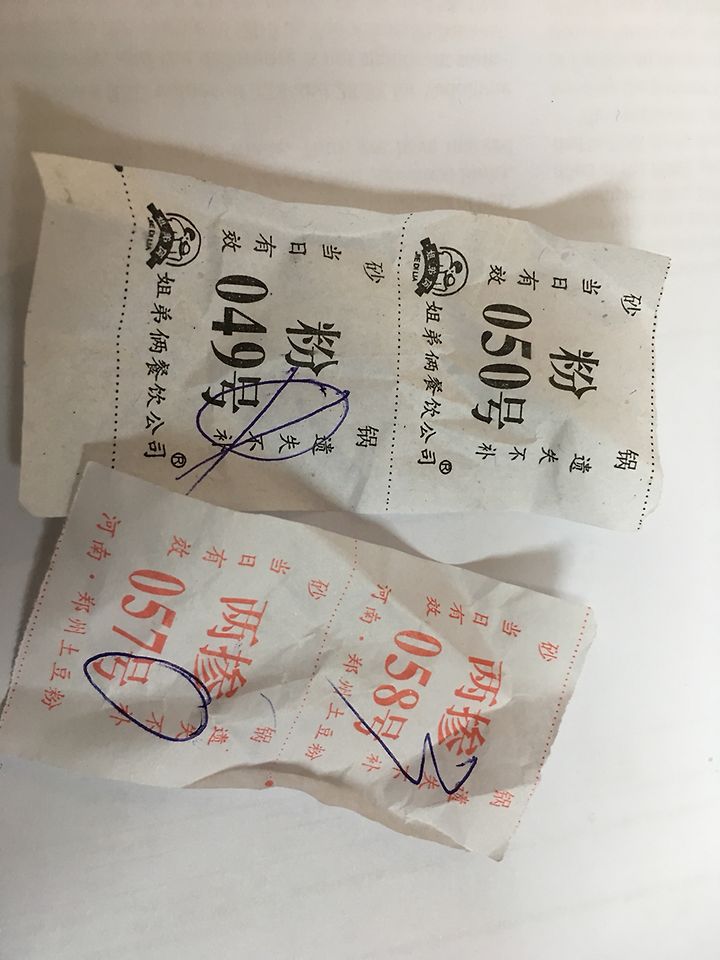 砂 锅
粉
当日有效
050号
遗失不补
姐弟俩餐饮公司®
砂 锅
粉
当日有效
049号
遗失不补
姐弟俩餐饮公司®
砂 锅
两掺
当日有效
058号
遗失不补
河南·郑州土豆粉
砂 锅
两掺
当日有效
057号
遗失不补
河南·郑州土豆粉